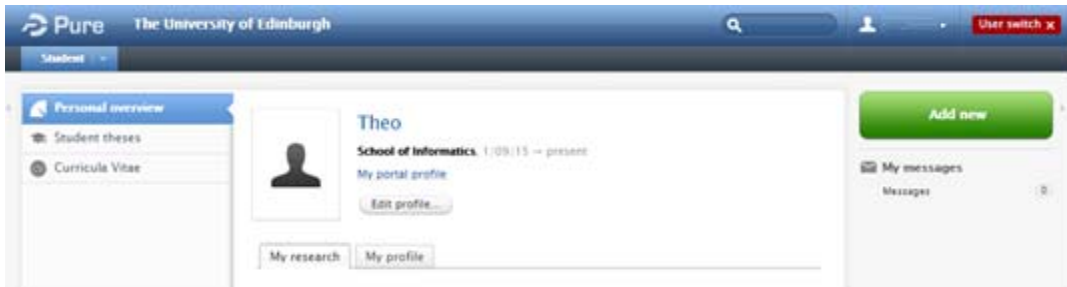 Pure The University of Edinburgh
User switch x
Student
Personal overview
Student theses
Curricula Vitae
Theo
School of Informatics, 1/09/15 → present
My portal profile
Edit profile...
My research My profile
Add new
My messages
Messages 0